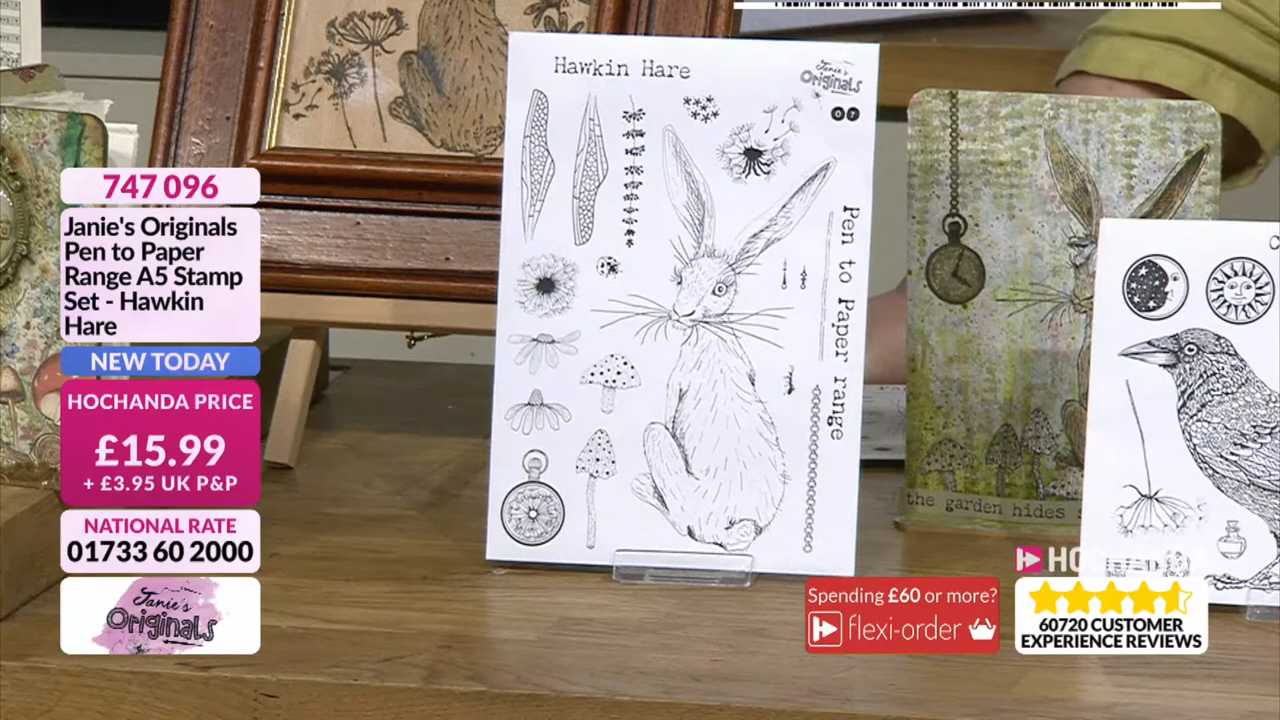 747 096
Janie's Originals
Pen to Paper
Range A5 Stamp
Set - Hawkin
Hare
NEW TODAY
HOCHANDA PRICE
£15.99
+ £3.95 UK P&P
NATIONAL RATE
01733 60 2000
Janie's
Originals
Hawkin Hare
Janie's
Originals
07
Pen to Paper range
the garden hides
HOCHANDA
Spending £60 or more?
flexi-order
60720 CUSTOMER
EXPERIENCE REVIEWS